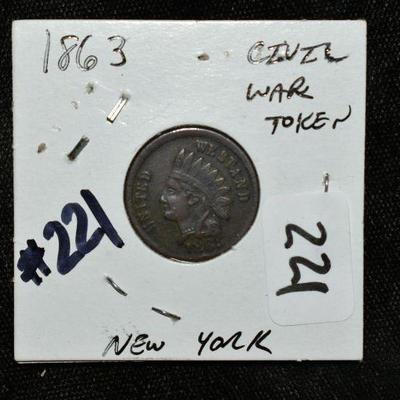 1863
CIVIL
WAR
TOKEN
UNITED WE STAND
#221
221
NEW YORK